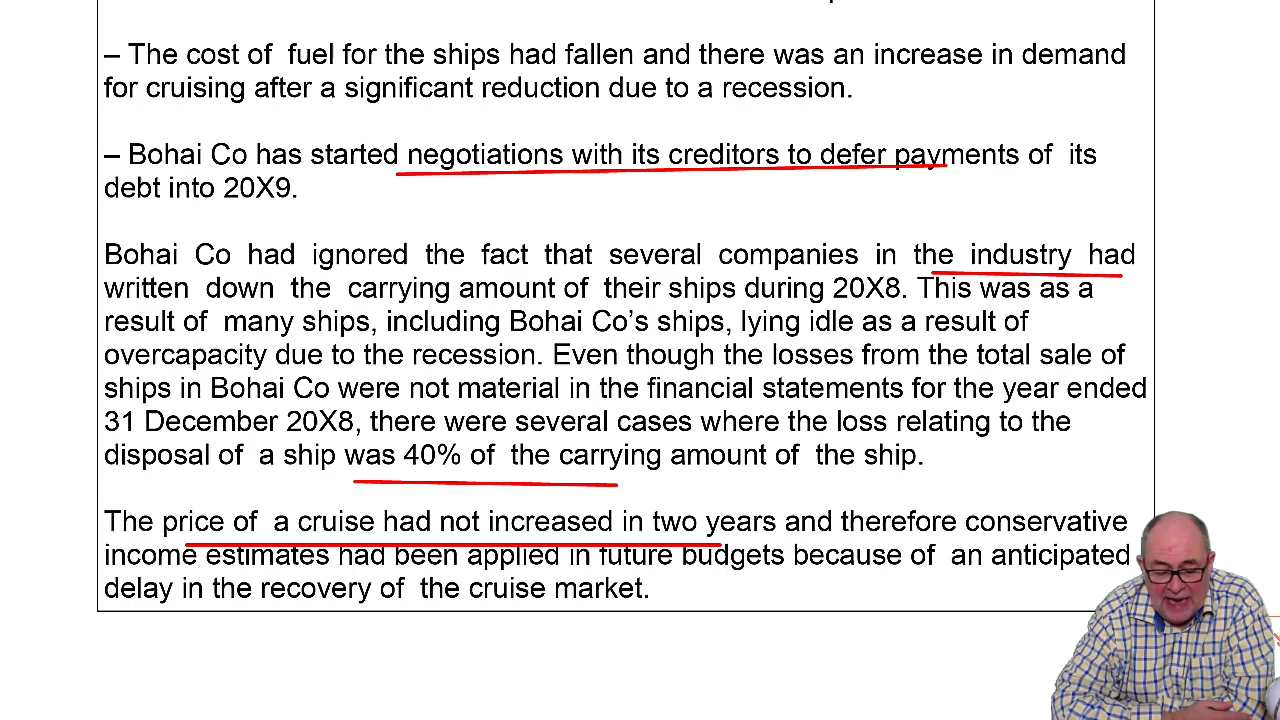 – The cost of fuel for the ships had fallen and there was an increase in demand
for cruising after a significant reduction due to a recession.
– Bohai Co has started negotiations with its creditors to defer payments of its
debt into 20X9.
Bohai Co had ignored the fact that several companies in the industry had
written down the carrying amount of their ships during 20X8. This was as a
result of many ships, including Bohai Co’s ships, lying idle as a result of
overcapacity due to the recession. Even though the losses from the total sale of
ships in Bohai Co were not material in the financial statements for the year ended
31 December 20X8, there were several cases where the loss relating to the
disposal of a ship was 40% of the carrying amount of the ship.
The price of a cruise had not increased in two years and therefore conservative
income estimates had been applied in future budgets because of an anticipated
delay in the recovery of the cruise market.